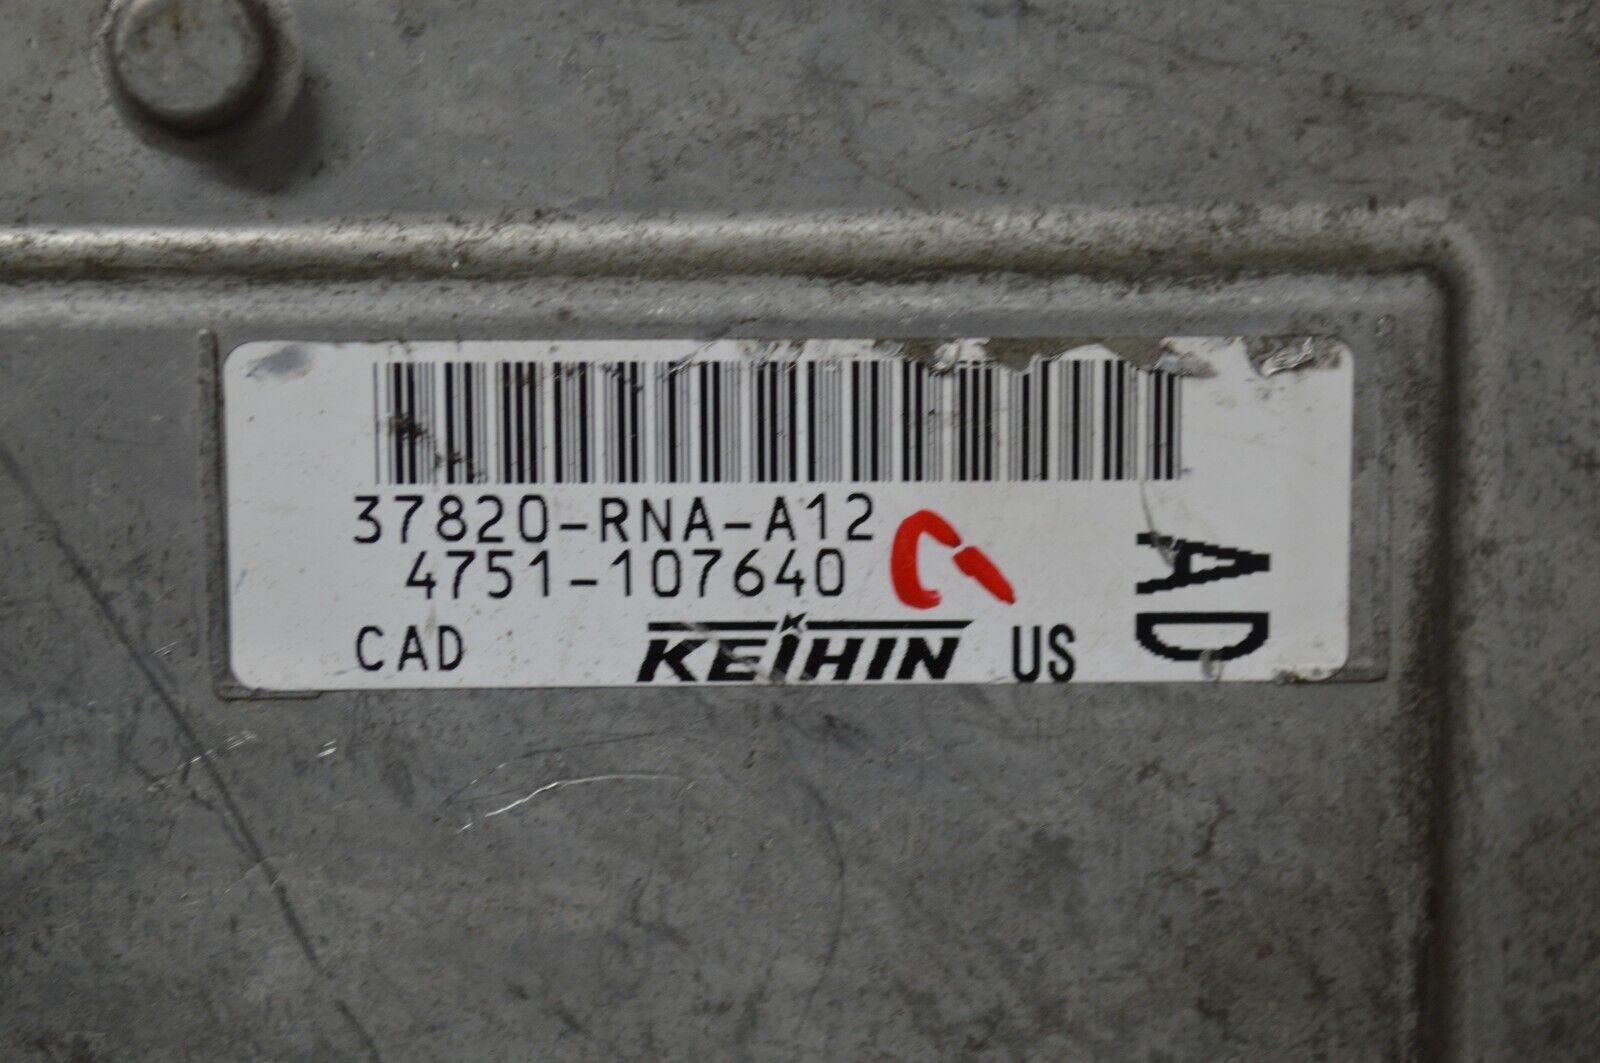 37820-RNA-A12
4751-107640
CAD KEIHIN US
AD